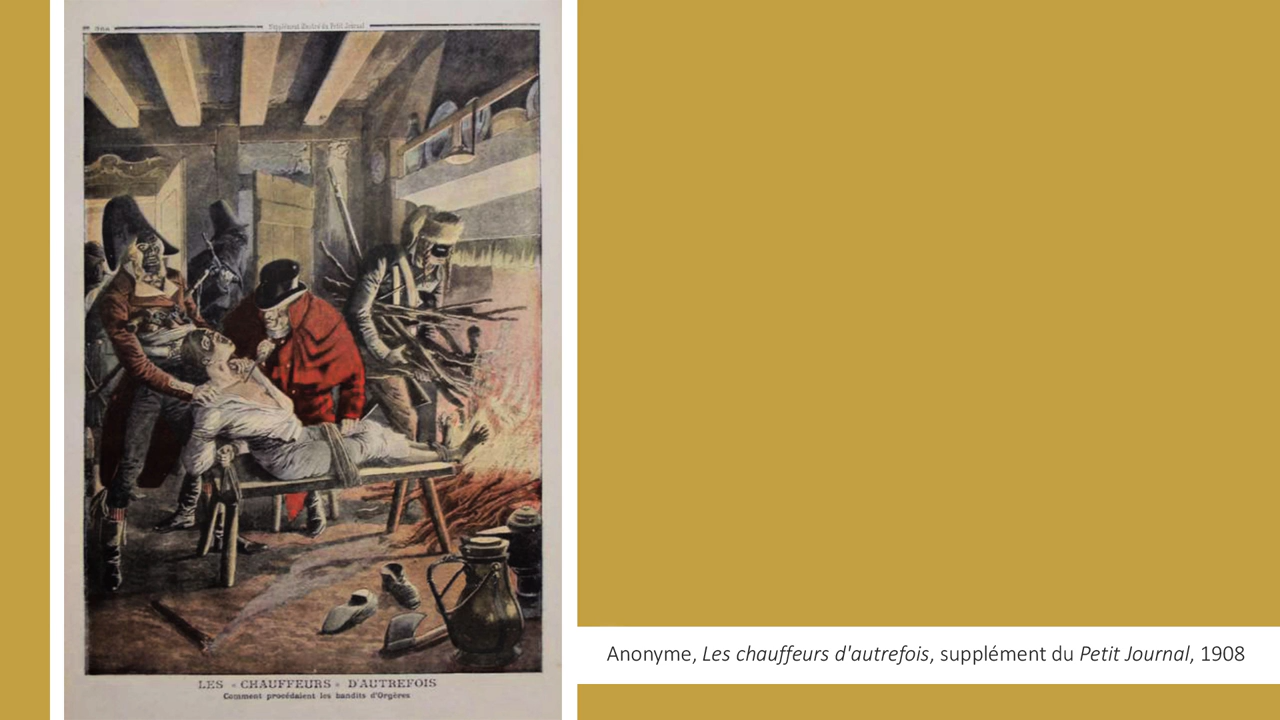 Supplément illustré du Petit Journal
LES « CHAUFFEURS » D'AUTREFOIS
Comment procédaient les bandits d'Orgères
Anonyme, Les chauffeurs d'autrefois, supplément du Petit Journal, 1908